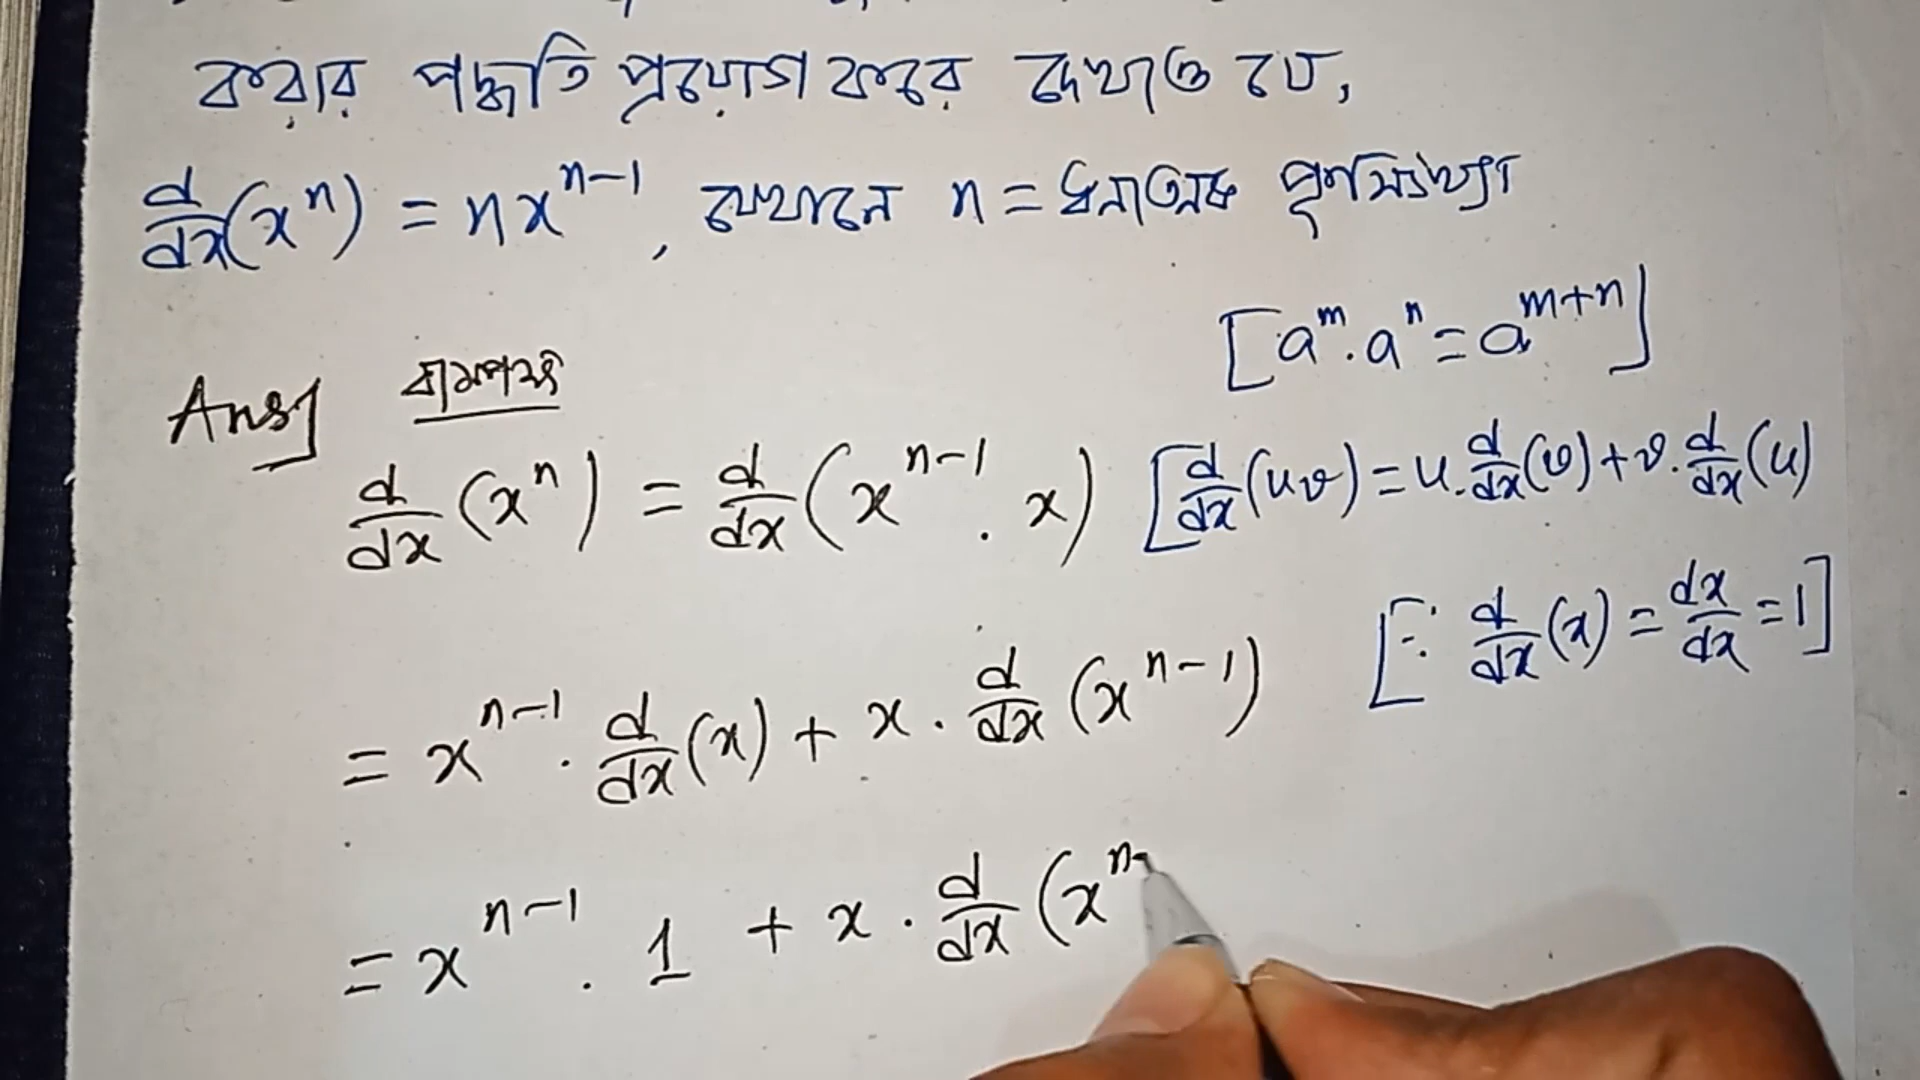 করার পদ্ধতি প্রয়োগ করে দেখাও যে,
d/dx(xⁿ) = nxⁿ⁻¹, যেখানে n = ধনাত্মক পূর্ণসংখ্যা
[aᵐ.aⁿ = aᵐ⁺ⁿ]
Ans] বামপক্ষ
d/dx (xⁿ) = d/dx (xⁿ⁻¹ . x) [d/dx(uv) = u.d/dx(v) + v.d/dx(u)
[∵ d/dx(x) = dx/dx = 1]
= xⁿ⁻¹ . d/dx(x) + x . d/dx (xⁿ⁻¹)
= xⁿ⁻¹ . 1 + x . d/dx (xⁿ⁻